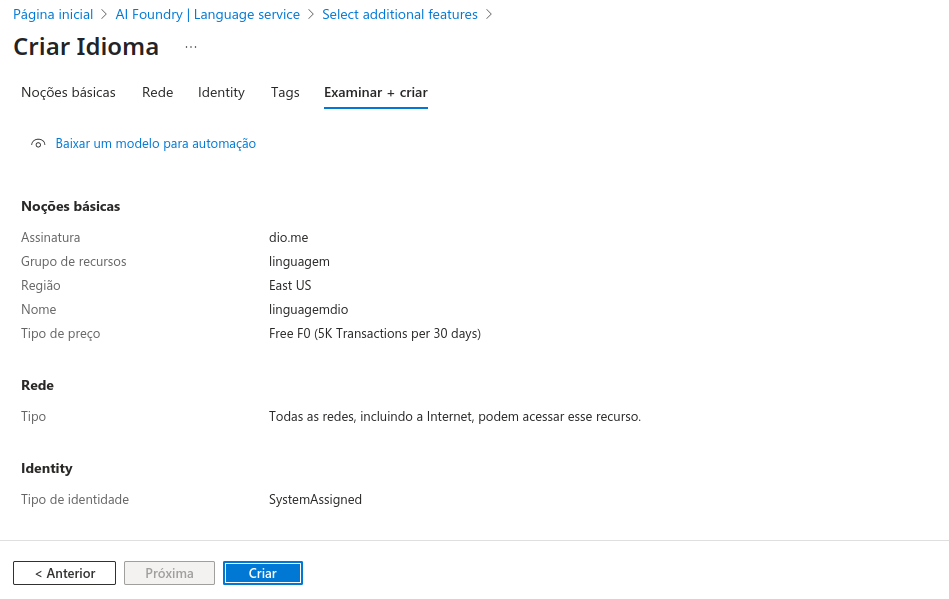 Página inicial > AI Foundry | Language service > Select additional features >
Criar Idioma ...
Noções básicas Rede Identity Tags Examinar + criar
Baixar um modelo para automação
Noções básicas
Assinatura dio.me
Grupo de recursos linguagem
Região East US
Nome linguagemdio
Tipo de preço Free F0 (5K Transactions per 30 days)
Rede
Tipo Todas as redes, incluindo a Internet, podem acessar esse recurso.
Identity
Tipo de identidade SystemAssigned
< Anterior Próxima Criar